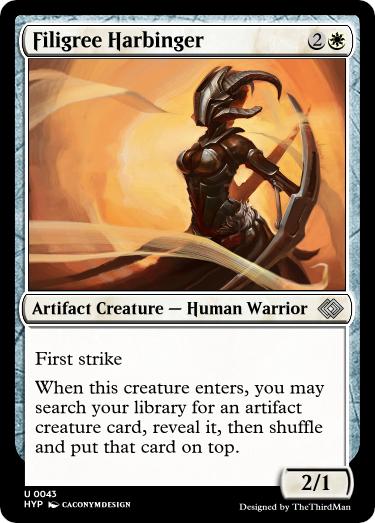 Filigree Harbinger 2
Artifact Creature — Human Warrior
First strike
When this creature enters, you may
search your library for an artifact
creature card, reveal it, then shuffle
and put that card on top.
2/1
U 0043
HYP CACONYMDESIGN
Designed by TheThirdMan